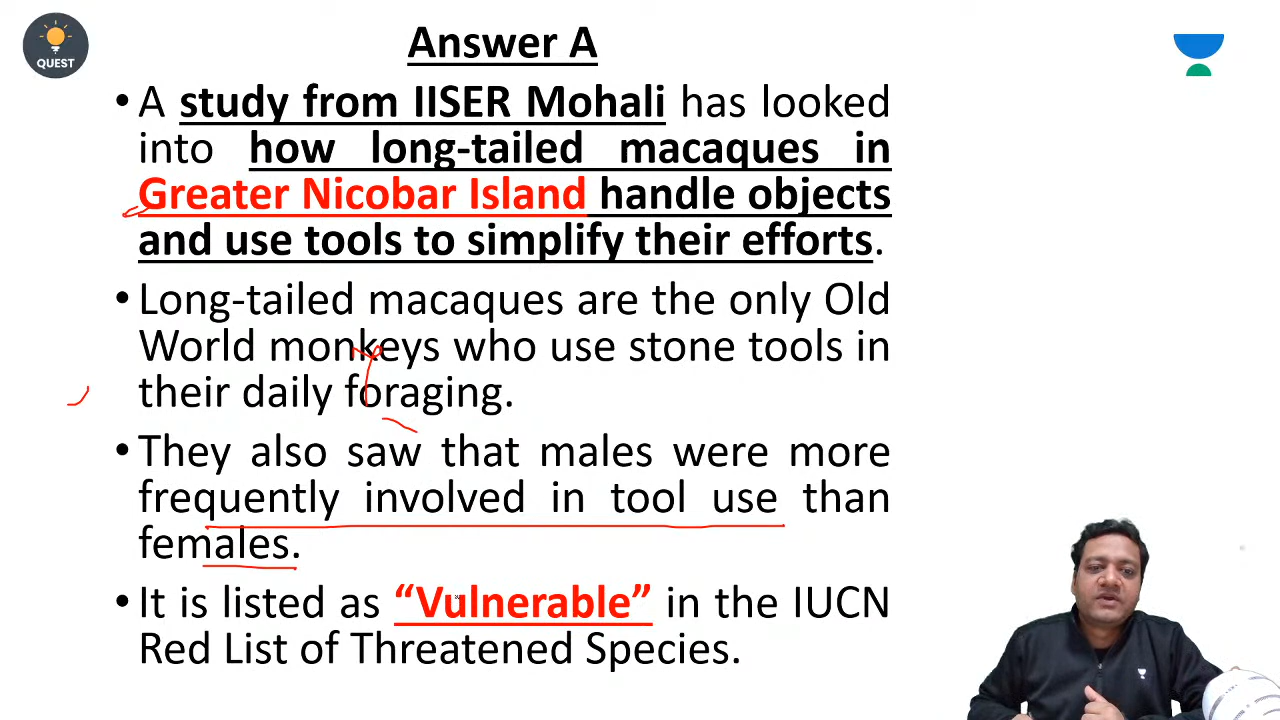 QUEST
Answer A
• A study from IISER Mohali has looked
into how long-tailed macaques in
Greater Nicobar Island handle objects
and use tools to simplify their efforts.
• Long-tailed macaques are the only Old
World monkeys who use stone tools in
their daily foraging.
• They also saw that males were more
frequently involved in tool use than
females.
• It is listed as “Vulnerable” in the IUCN
Red List of Threatened Species.